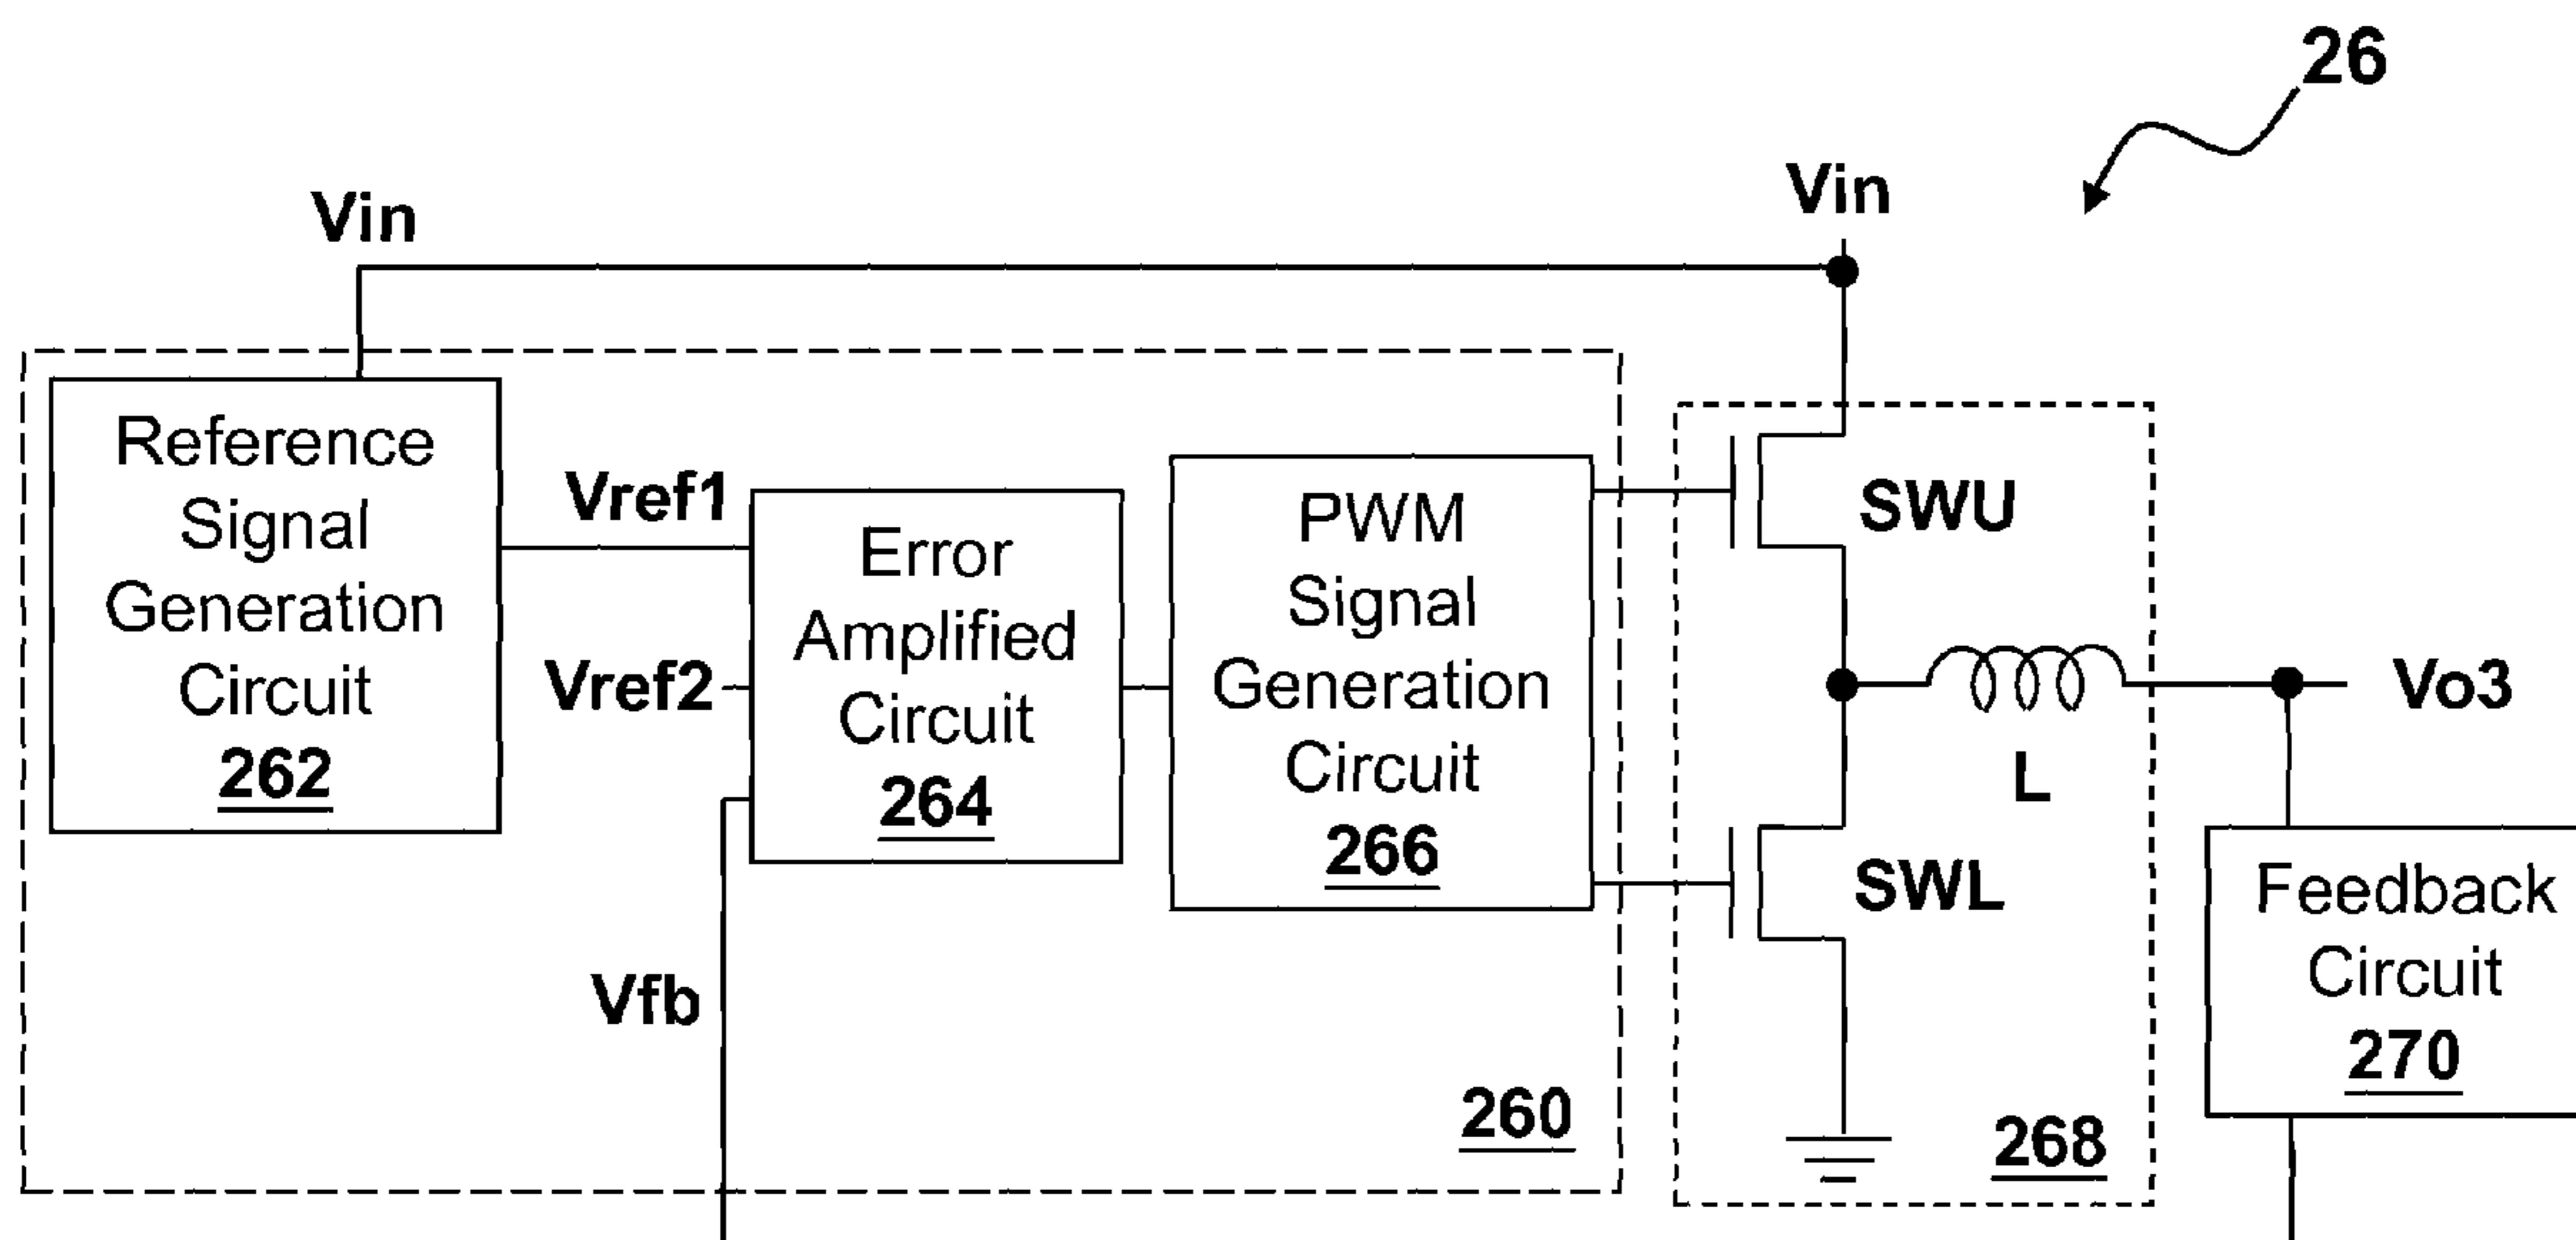 26
Vin
Vin
Reference
Signal
Generation
Circuit
262
Vref1
Vref2
Vfb
Error
Amplified
Circuit
264
PWM
Signal
Generation
Circuit
266
260
SWU
SWL
L
268
Vo3
Feedback
Circuit
270